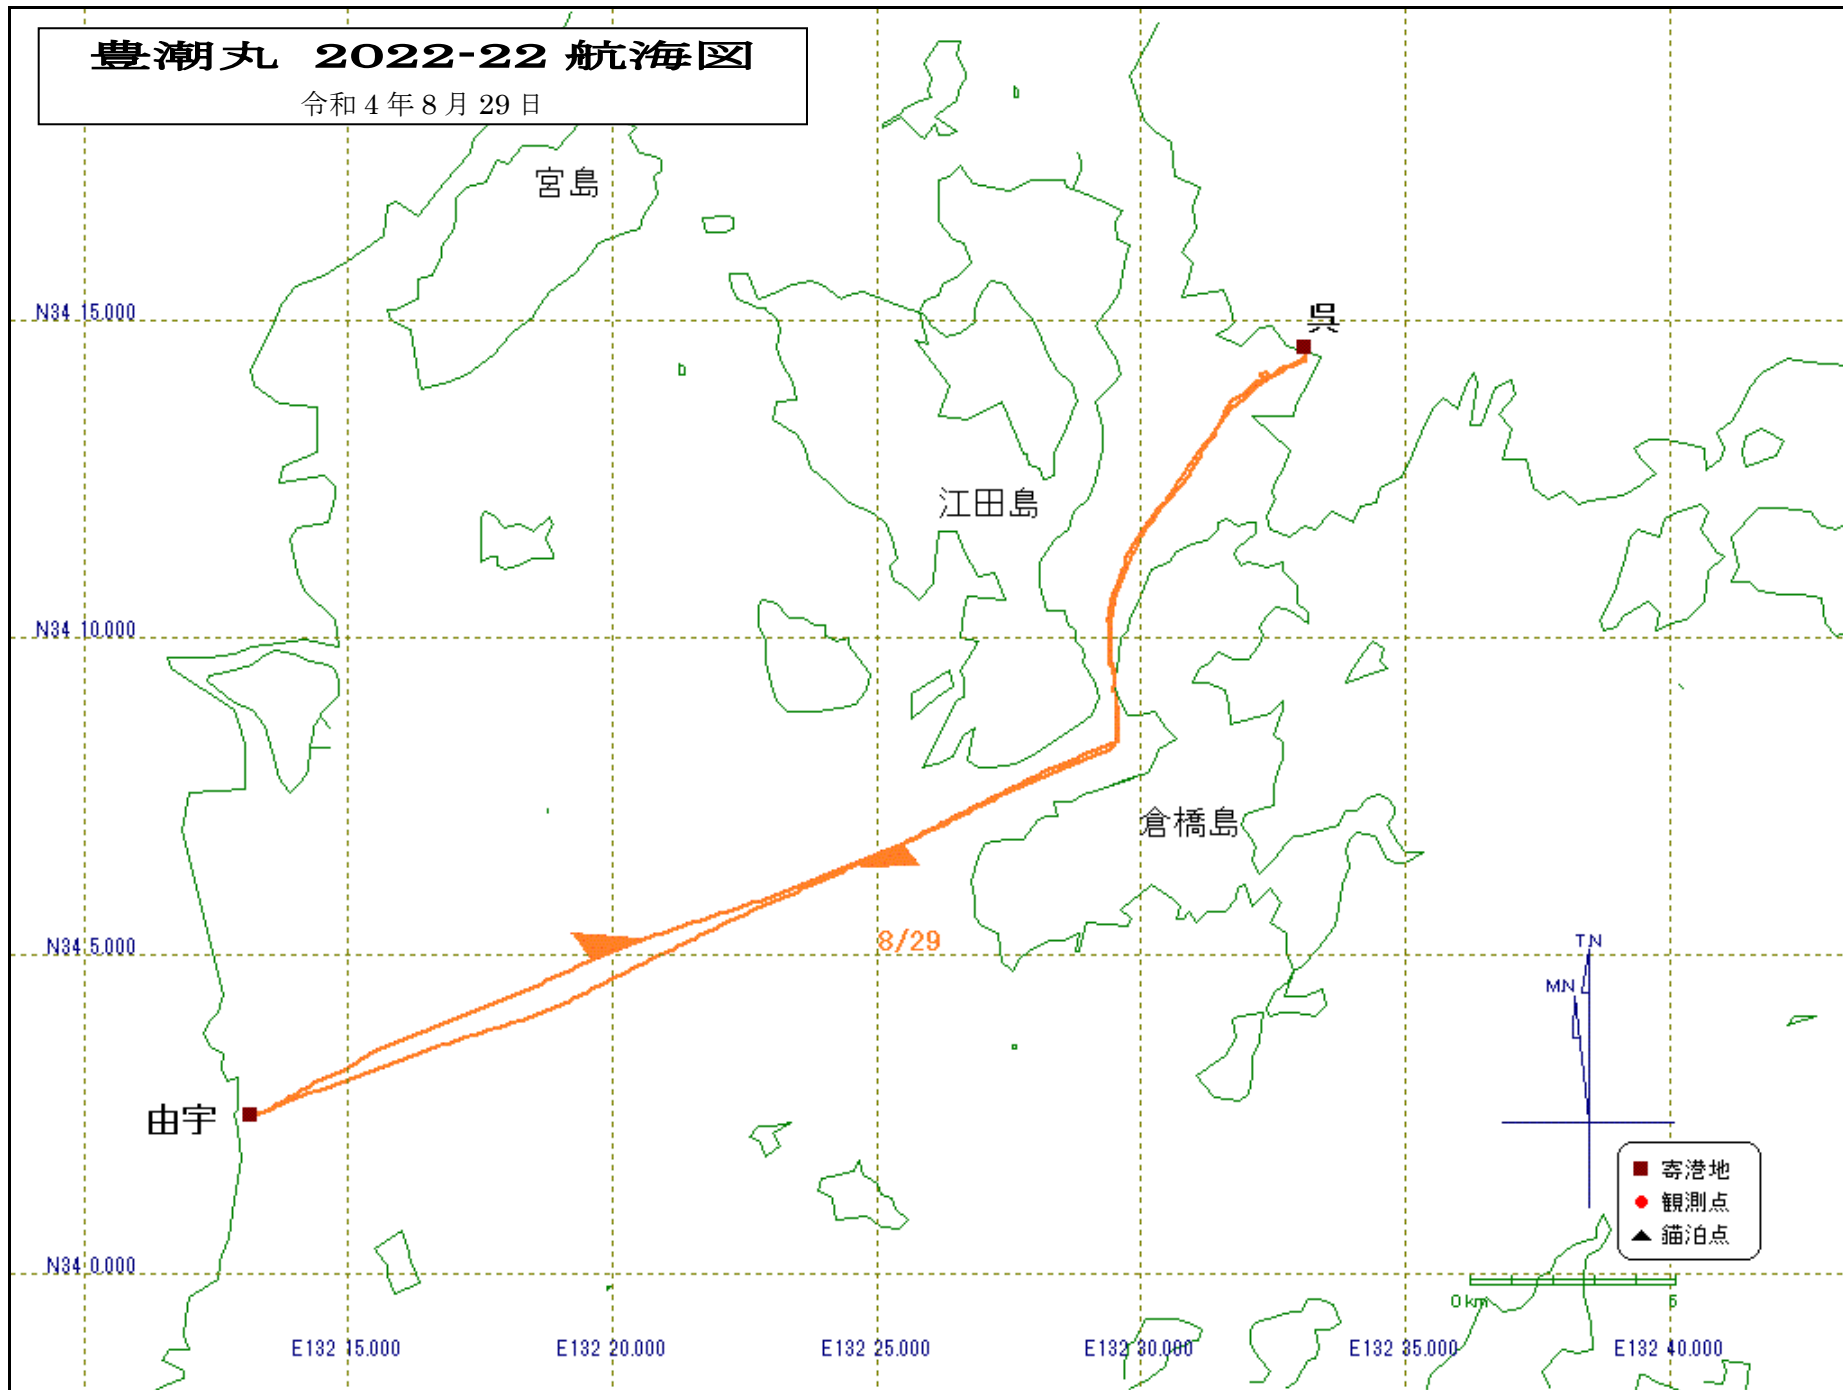 豊潮丸 2022-22 航海図
令和4年8月29日
宮島
N34 15.000
呉
江田島
N34 10.000
倉橋島
8/29
N34 5.000
T.N
M.N
由宇
寄港地
観測点
錨泊点
N34 0.000
0 km 5
E132 15.000 E132 20.000 E132 25.000 E132 30.000 E132 35.000 E132 40.000